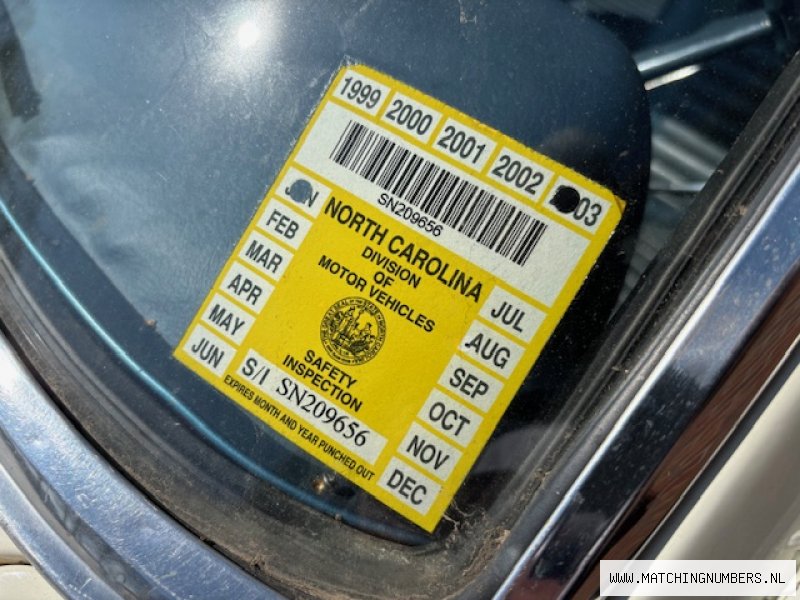 1999 2000 2001 2002 03
SN209656
JAN
FEB
MAR
APR
MAY
JUN
NORTH CAROLINA
DIVISION
OF
MOTOR VEHICLES
SAFETY
INSPECTION
JUL
AUG
SEP
OCT
NOV
DEC
S/I SN209656
EXPIRES MONTH AND YEAR PUNCHED OUT
WWW.MATCHINGNUMBERS.NL